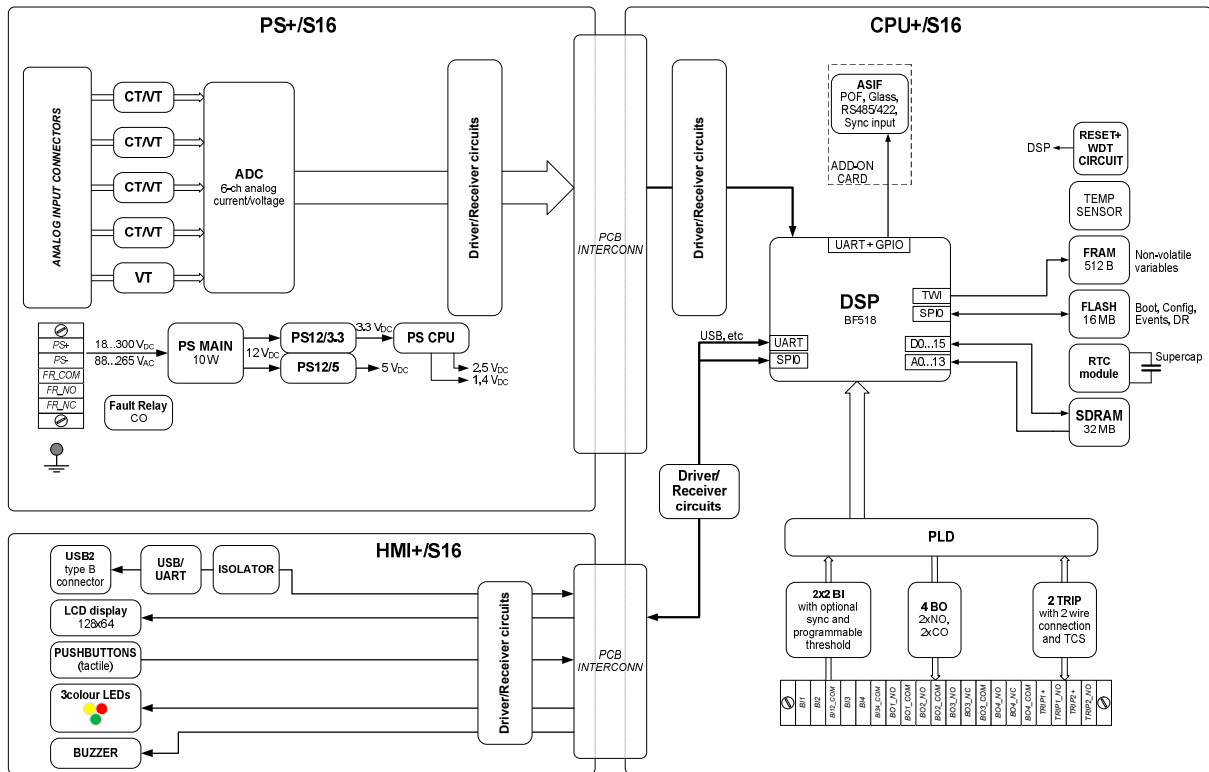 PS+/S16
CPU+/S16
ANALOG INPUT CONNECTORS
CT/VT
CT/VT
CT/VT
CT/VT
VT
ADC
6-ch analog
current/voltage
Driver/Receiver circuits
PCB
INTERCONN
Driver/Receiver circuits
ASIF
POF, Glass,
RS485/422,
Sync input
ADD-ON
CARD
DSP
RESET+
WDT
CIRCUIT
TEMP
SENSOR
FRAM
512 B
Non-volatile
variables
FLASH
16 MB
Boot, Config,
Events, DR
RTC
module
Supercap
SDRAM
32 MB
UART + GPIO
DSP
BF518
TWI
SPI0
D0...15
A0...13
UART
SPI0
USB, etc
PS+
PS-
FR_COM
FR_NO
FR_NC
18...300 VDC
88...265 VAC
PS MAIN
10W
12 VDC
PS12/3.3
PS12/5
3.3 VDC
5 VDC
PS CPU
2,5 VDC
1,4 VDC
Fault Relay
CO
Driver/
Receiver
circuits
PLD
2x2 BI
with optional
sync and
programmable
threshold
4 BO
2xNO,
2xCO
2 TRIP
with 2 wire
connection
and TCS
BI1
BI2
BI12_COM
BI3
BI4
BI34_COM
BO1_NO
BO1_COM
BO2_NO
BO2_COM
BO3_NO
BO3_NC
BO3_COM
BO4_NO
BO4_NC
BO4_COM
TRIP1+
TRIP1_NO
TRIP2+
TRIP2_NO
HMI+/S16
USB2
type B
connector
USB/
UART
ISOLATOR
LCD display
128x64
PUSHBUTTONS
(tactile)
3colour LEDs
BUZZER
Driver/Receiver circuits
PCB
INTERCONN